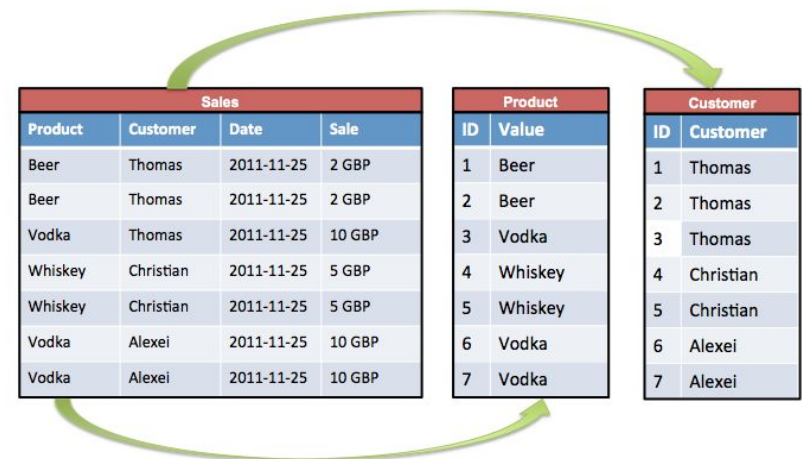 Sales
Product Customer Date Sale
Beer Thomas 2011-11-25 2 GBP
Beer Thomas 2011-11-25 2 GBP
Vodka Thomas 2011-11-25 10 GBP
Whiskey Christian 2011-11-25 5 GBP
Whiskey Christian 2011-11-25 5 GBP
Vodka Alexei 2011-11-25 10 GBP
Vodka Alexei 2011-11-25 10 GBP
Product
ID Value
1 Beer
2 Beer
3 Vodka
4 Whiskey
5 Whiskey
6 Vodka
7 Vodka
Customer
ID Customer
1 Thomas
2 Thomas
3 Thomas
4 Christian
5 Christian
6 Alexei
7 Alexei